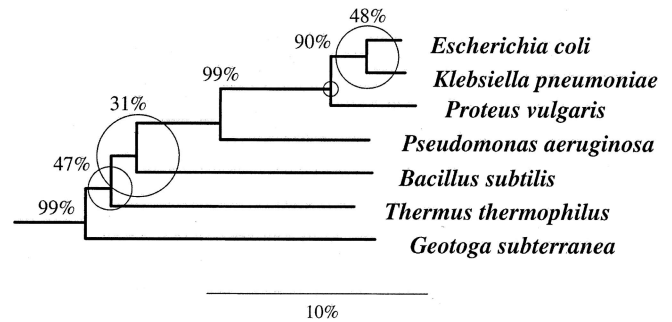 48%
90%
Escherichia coli
99%
Klebsiella pneumoniae
31%
Proteus vulgaris
Pseudomonas aeruginosa
47%
Bacillus subtilis
99%
Thermus thermophilus
Geotoga subterranea
10%